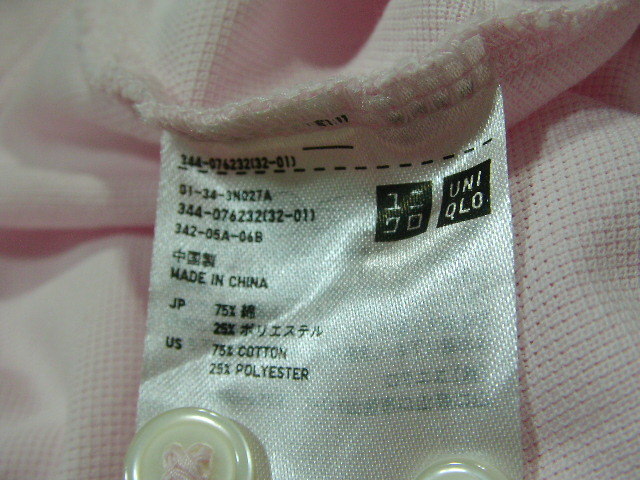 344-076232(32-01)
01-34-3N027A
344-076232(32-01)
342-05A-06B
ユニ
クロ
UNI
QLO
中国製
MADE IN CHINA
JP 75% 綿
25% ポリエステル
US 75% COTTON
25% POLYESTER